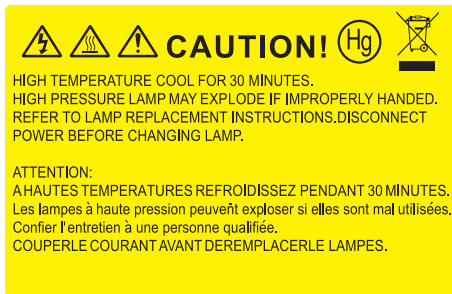 CAUTION! Hg
HIGH TEMPERATURE COOL FOR 30 MINUTES.
HIGH PRESSURE LAMP MAY EXPLODE IF IMPROPERLY HANDED.
REFER TO LAMP REPLACEMENT INSTRUCTIONS.DISCONNECT
POWER BEFORE CHANGING LAMP.
ATTENTION:
AHAUTES TEMPERATURES REFROIDISSEZ PENDANT 30 MINUTES.
Les lampes à haute pression peuveñt exploser si elles sont mal utilisées.
Confier l'entretien à une personne qualifiée.
COUPERLE COURANT AVANT DEREMPLACERLE LAMPES.